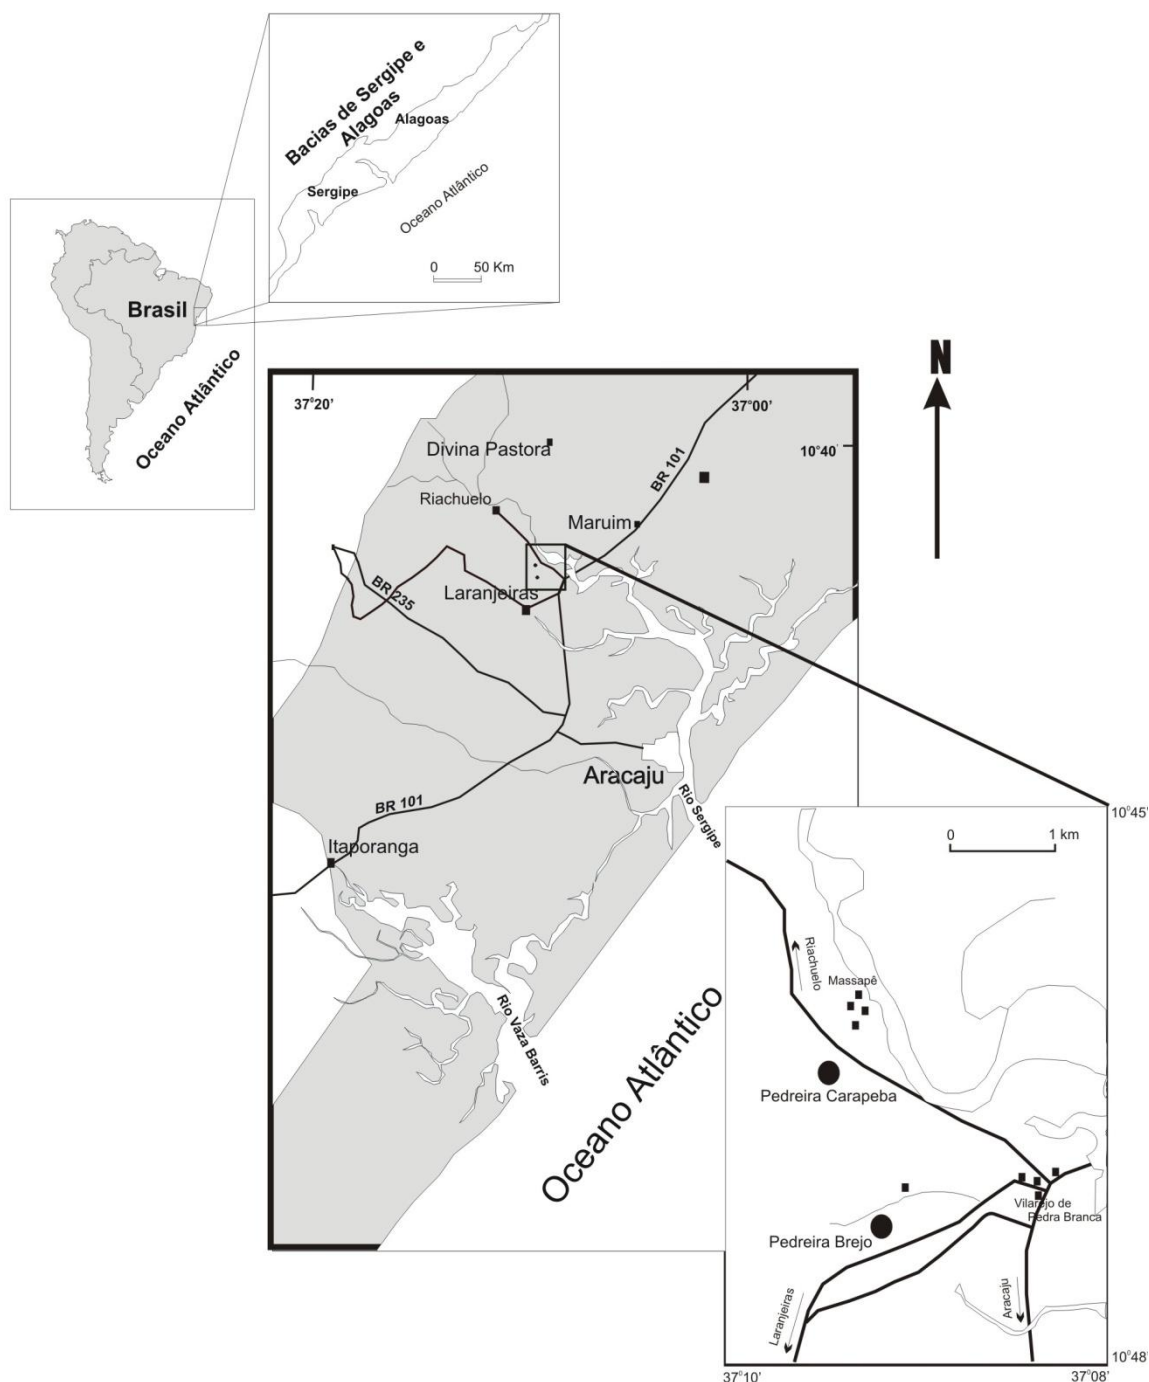 Bacias de Sergipe e
Alagoas
Alagoas
Sergipe
Oceano Atlântico
0 50 Km
Brasil
Oceano Atlântico
N
37°20'
37°00'
10°40'
Divina Pastora
BR 101
Riachuelo
Maruim
BR 235
Laranjeiras
Aracaju
BR 101
Rio Sergipe
Itaporanga
Rio Vaza Barris
Oceano Atlântico
10°45'
0 1 km
Riachuelo
Massapê
Pedreira Carapeba
Vilarejo de
Pedra Branca
Pedreira Brejo
Laranjeiras
Aracaju
10°48'
37°10'
37°08'